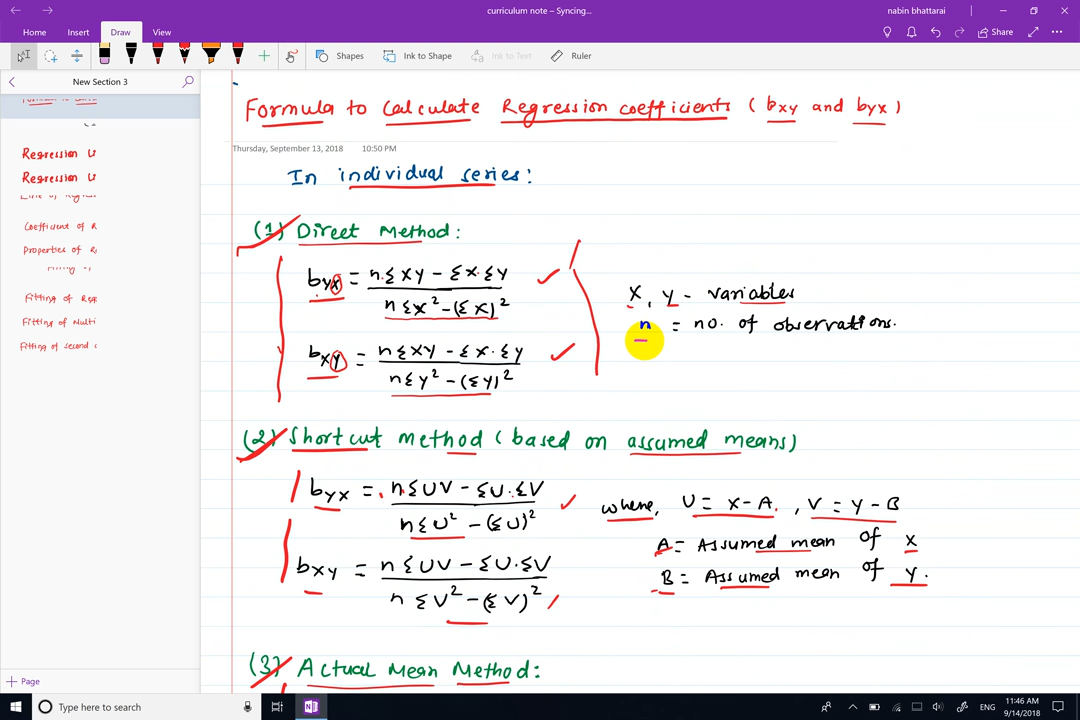 curriculum note – Syncing...
nabin bhattarai
Home Insert Draw View
Share
Shapes
Ink to Shape
Ink to Text
Ruler
New Section 3
Regression
Regression
Coefficient of R
Properties of R
Fitting of Reg
Fitting of Multi
Fitting of second
+ Page
Formula to Calculate Regression coefficients (bxy and byx)
Thursday, September 13, 2018 10:50 PM
In individual series:
(1) Direct Method:
byx = nΣXY - ΣX.ΣY / nΣX² - (ΣX)²
bxy = nΣXY - ΣX.ΣY / nΣY² - (ΣY)²
X, Y - variables
n = no. of observations.
(2) Shortcut method (based on assumed means)
byx = nΣUV - ΣU.ΣV / nΣU² - (ΣU)²
bxy = nΣUV - ΣU.ΣV / nΣV² - (ΣV)²
where, U = X-A, V = Y-B
A = Assumed mean of X
B = Assumed mean of Y.
(3) Actual Mean Method:
Type here to search
ENG
11:46 AM
9/14/2018